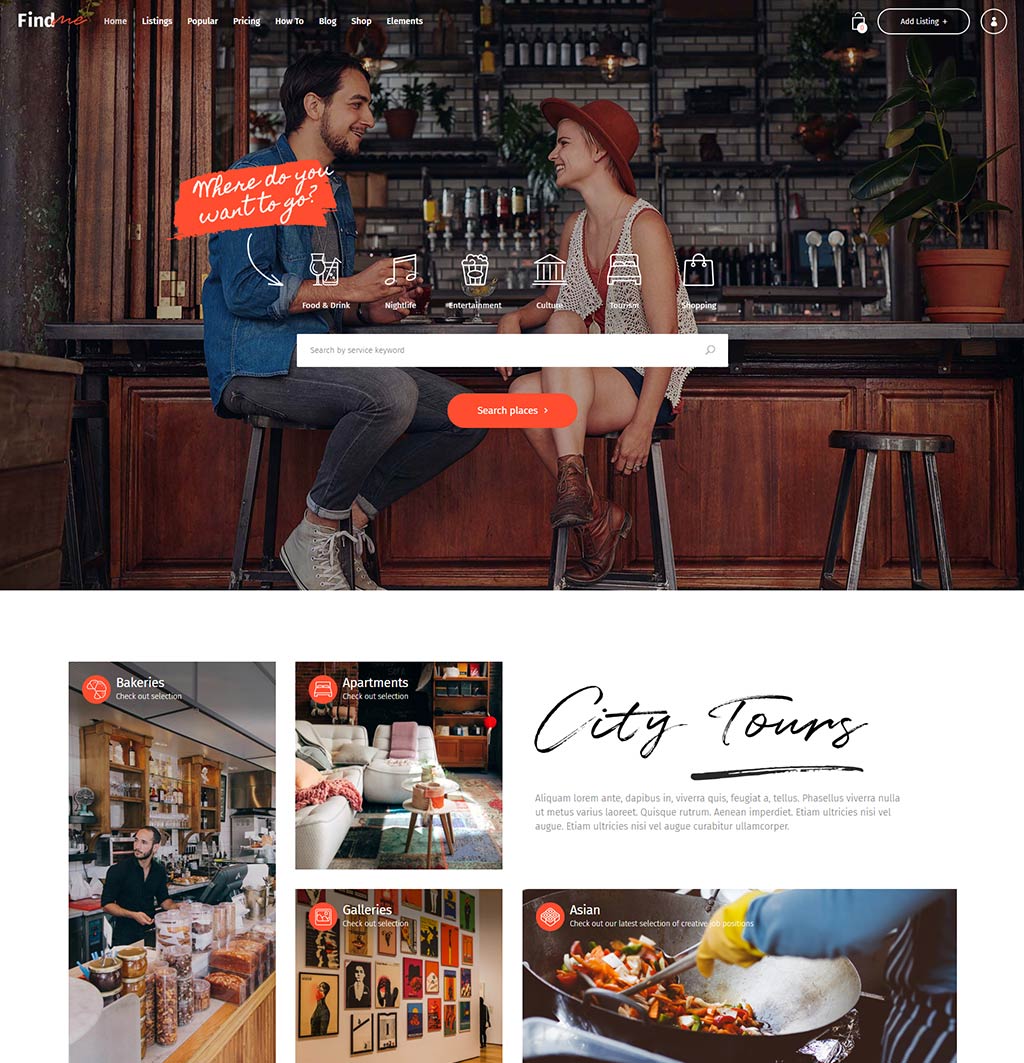 Findme
Home Listings Popular Pricing How To Blog Shop Elements
0
Add Listing +
Where do you
want to go?
Food & Drink Nightlife Entertainment Culture Tourism Shopping
Search by service keyword
Search places >
Bakeries
Check out selection
Apartments
Check out selection
City Tours
Aliquam lorem ante, dapibus in, viverra quis, feugiat a, tellus. Phasellus viverra nulla
ut metus varius laoreet. Quisque rutrum. Aenean imperdiet. Etiam ultricies nisi vel
augue. Etiam ultricies nisi vel augue curabitur ullamcorper.
Galleries
Check out selection
Asian
Check out our latest selection of creative job positions